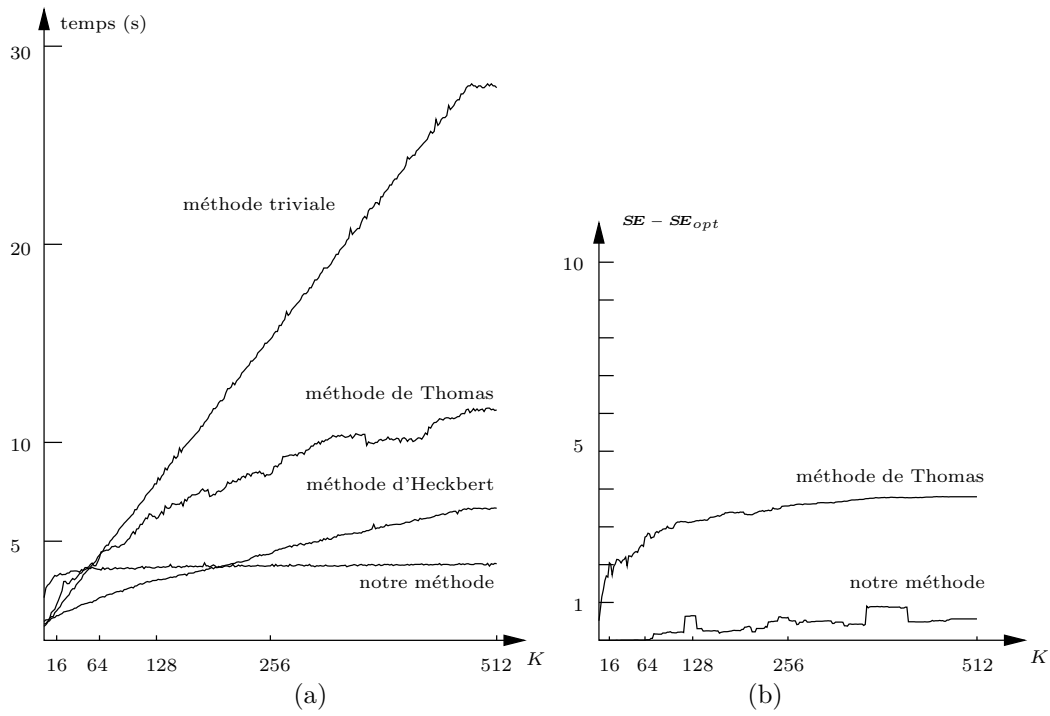 temps (s)
30
20
10
5
méthode triviale
méthode de Thomas
méthode d'Heckbert
notre méthode
16 64 128 256 512 K
(a)
SE − SE_opt
10
5
1
méthode de Thomas
notre méthode
16 64 128 256 512 K
(b)